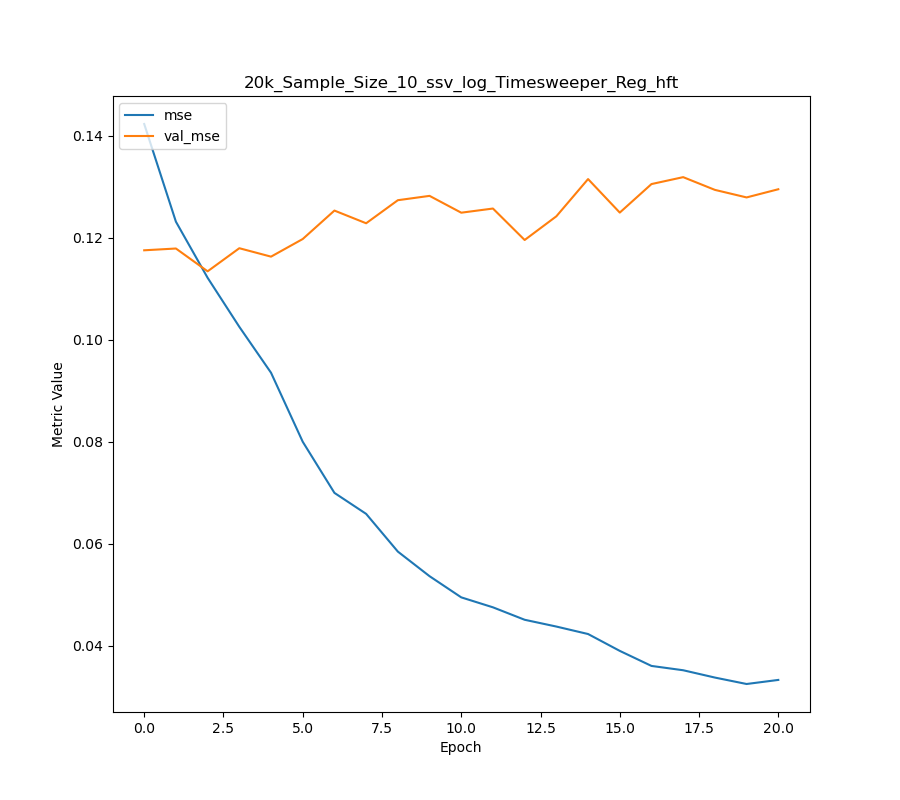 20k_Sample_Size_10_ssv_log_Timesweeper_Reg_hft
mse
val_mse
0.14
0.12
0.10
0.08
0.06
0.04
Metric Value
0.0 2.5 5.0 7.5 10.0 12.5 15.0 17.5 20.0
Epoch